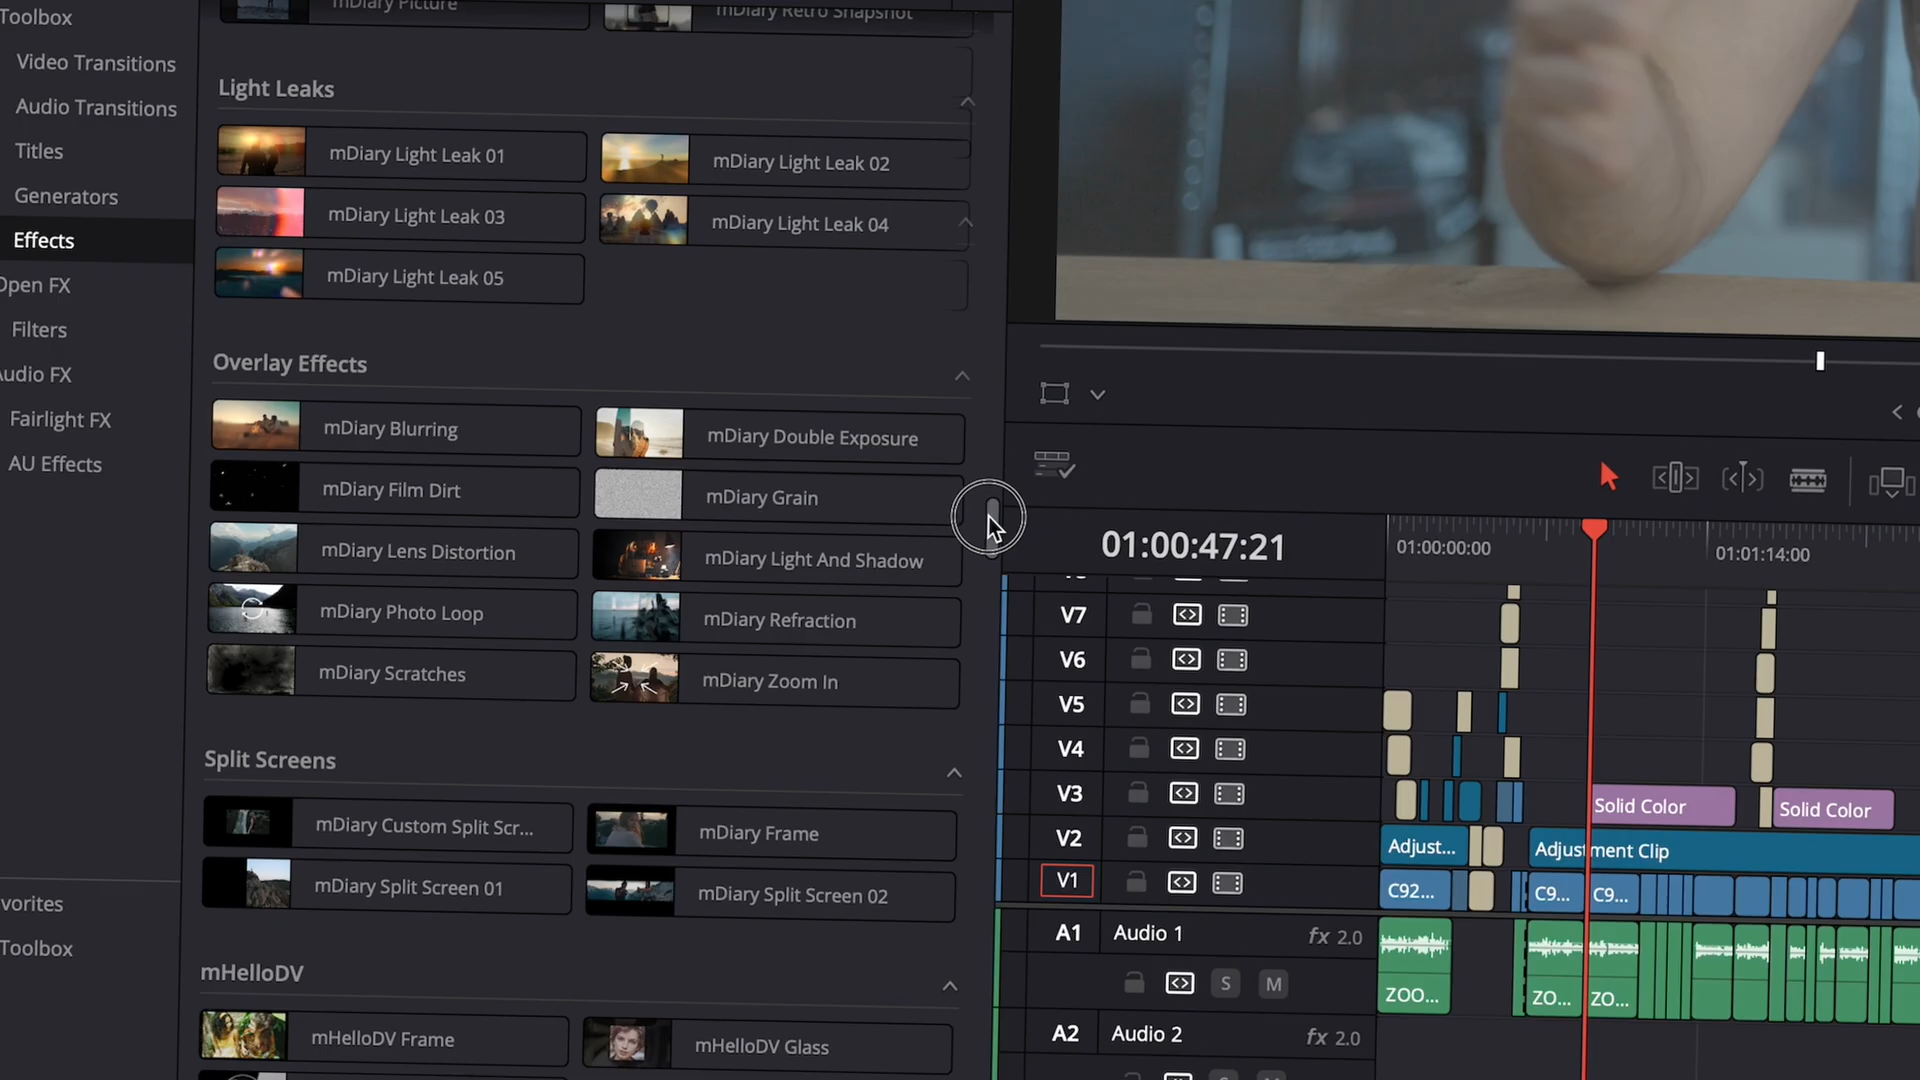 Toolbox
Video Transitions
Audio Transitions
Titles
Generators
Effects
Open FX
Filters
Audio FX
Fairlight FX
AU Effects
vorites
Toolbox
mDiary Picture
mDiary Retro Snapshot
Light Leaks
mDiary Light Leak 01
mDiary Light Leak 02
mDiary Light Leak 03
mDiary Light Leak 04
mDiary Light Leak 05
Overlay Effects
mDiary Blurring
mDiary Double Exposure
mDiary Film Dirt
mDiary Grain
mDiary Lens Distortion
mDiary Light And Shadow
mDiary Photo Loop
mDiary Refraction
mDiary Scratches
mDiary Zoom In
Split Screens
mDiary Custom Split Scr...
mDiary Frame
mDiary Split Screen 01
mDiary Split Screen 02
mHelloDV
mHelloDV Frame
mHelloDV Glass
01:00:47:21
01:00:00:00
01:01:14:00
V7
V6
V5
V4
V3
Solid Color
Solid Color
V2
Adjust...
Adjustment Clip
V1
C92...
C9...
C9...
A1
Audio 1
fx 2.0
S
M
ZOO...
ZO...
ZO...
A2
Audio 2
fx 2.0